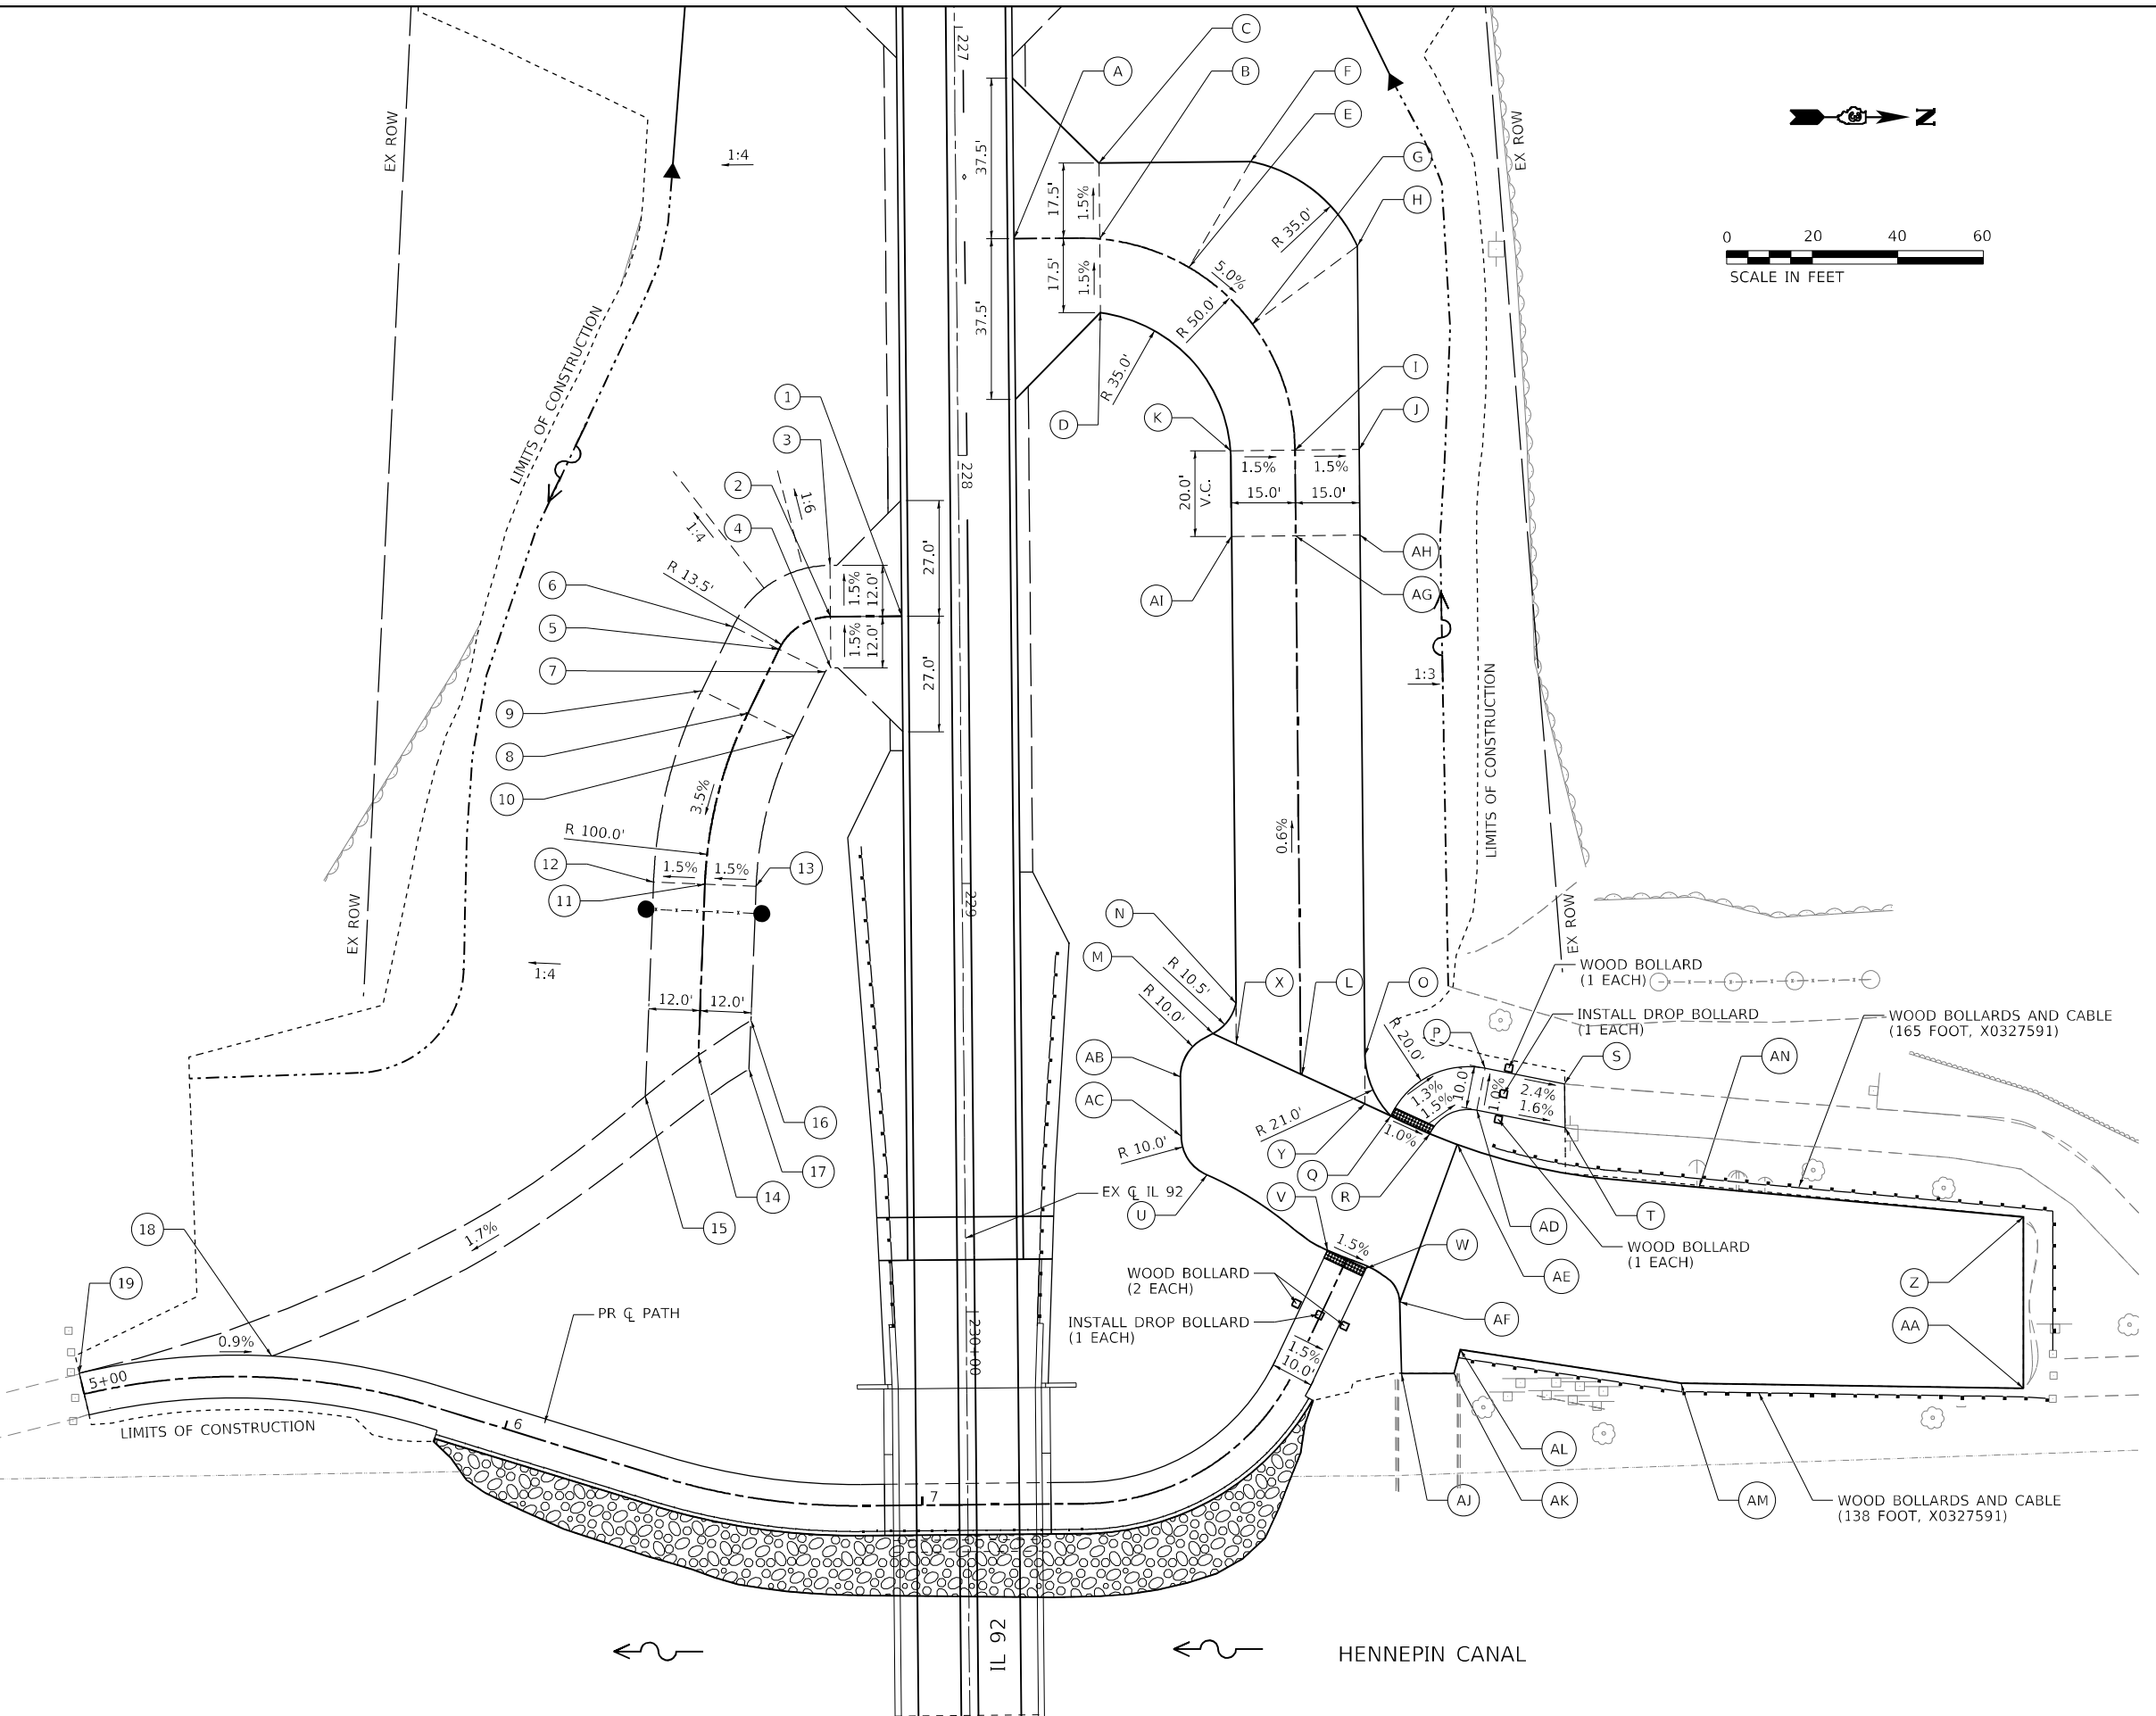 227
C
A
B
F
E
G
H
N
EX ROW
EX ROW
0 20 40 60
SCALE IN FEET
1:4
37.5'
17.5'
1.5%
R 35.0'
5.0%
17.5'
1.5%
37.5'
R 50.0'
R 35.0'
LIMITS OF CONSTRUCTION
1
3
2
4
D
K
I
J
228
1:6
1:4
1.5%
1.5%
20.0'
V.C.
15.0'
15.0'
27.0'
R 13.5'
1.5%
12.0'
6
5
7
1.5%
12.0'
27.0'
AI
AH
AG
1:3
LIMITS OF CONSTRUCTION
9
8
10
3.5%
R 100.0'
0.6%
12
11
1.5%
1.5%
13
229
EX ROW
EX ROW
1:4
12.0'
12.0'
N
M
R 10.5'
R 10.0'
X
L
O
WOOD BOLLARD
(1 EACH)
INSTALL DROP BOLLARD
(1 EACH)
WOOD BOLLARDS AND CABLE
(165 FOOT, X0327591)
R 20.0'
P
S
AN
AB
AC
1.3%
1.5%
10.0'
1.0%
2.4%
1.6%
R 21.0'
1.0%
R 10.0'
Y
Q
R
V
16
17
14
15
EX ℄ IL 92
U
AD
T
WOOD BOLLARD
(1 EACH)
W
AE
1.5%
18
1.7%
19
WOOD BOLLARD
(2 EACH)
INSTALL DROP BOLLARD
(1 EACH)
Z
AA
AF
PR ℄ PATH
0.9%
230+00
1.5%
10.0'
5+00
6
LIMITS OF CONSTRUCTION
AL
7
AJ
AK
AM
WOOD BOLLARDS AND CABLE
(138 FOOT, X0327591)
IL 92
HENNEPIN CANAL